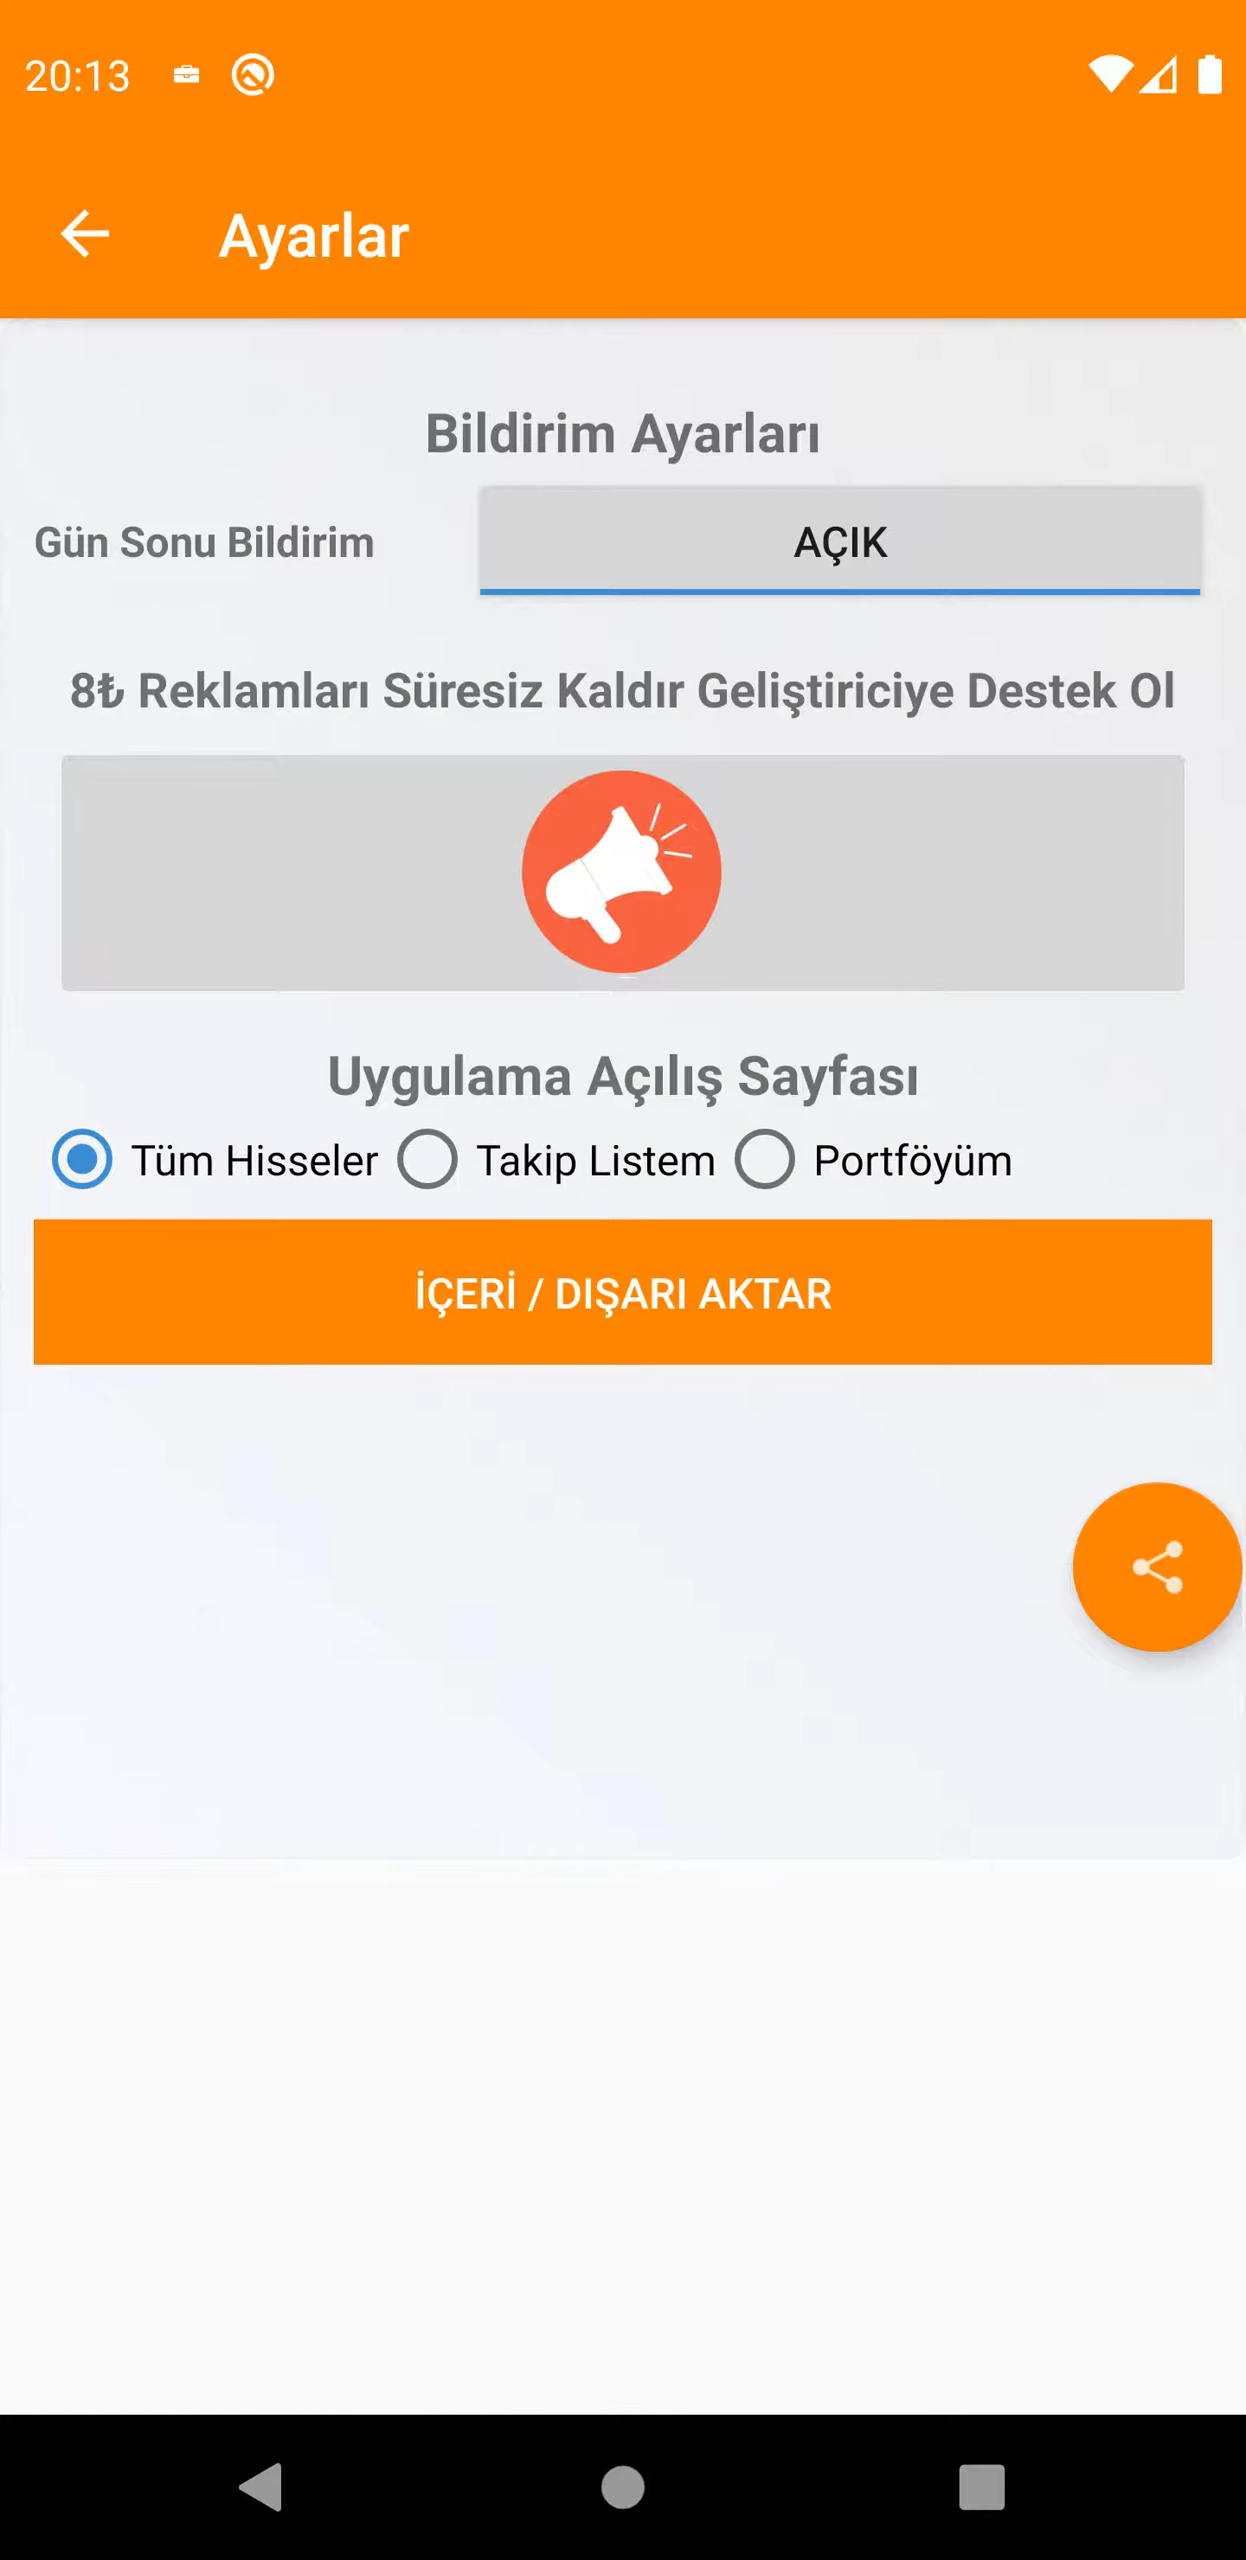 20:13
Ayarlar
Bildirim Ayarları
Gün Sonu Bildirim
AÇIK
8₺ Reklamları Süresiz Kaldır Geliştiriciye Destek Ol
Uygulama Açılış Sayfası
Tüm Hisseler Takip Listem Portföyüm
İÇERİ / DIŞARI AKTAR